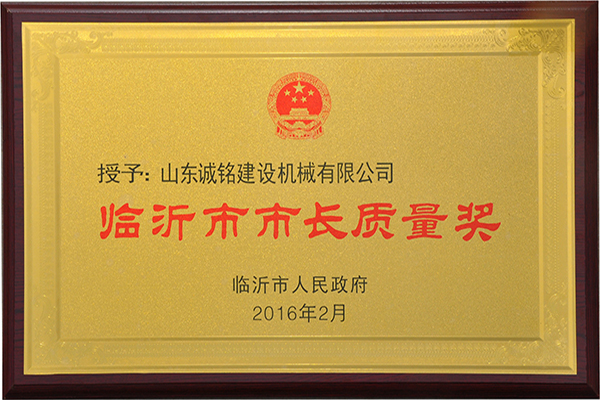 授予：山东诚铭建设机械有限公司
临沂市市长质量奖
临沂市人民政府
2016年2月